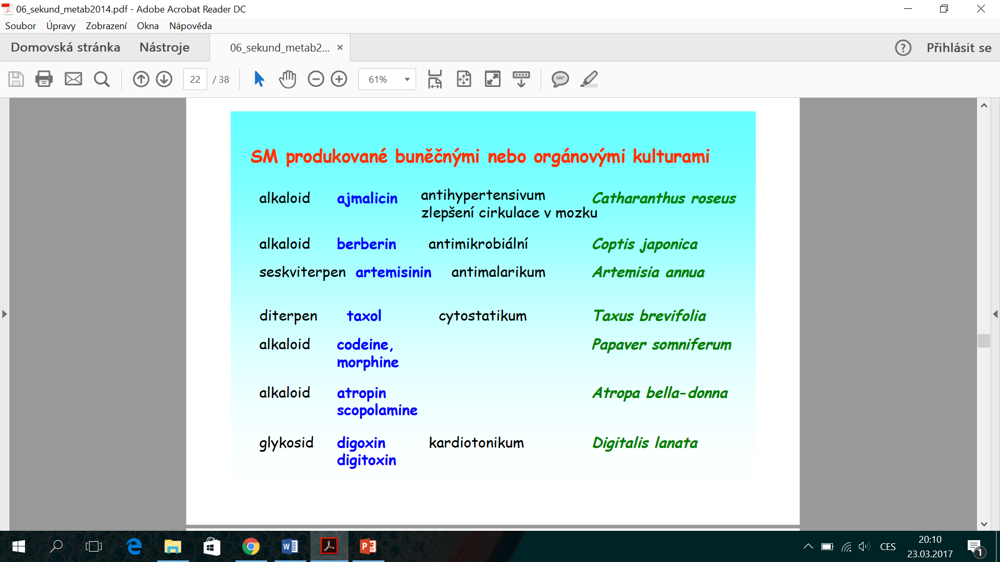 06_sekund_metab2014.pdf - Adobe Acrobat Reader DC
Soubor Úpravy Zobrazení Okna Nápověda
Domovská stránka Nástroje 06_sekund_metab2... × ? Přihlásit se
22 / 38 61%
SM produkované buněčnými nebo orgánovými kulturami
alkaloid ajmalicin antihypertensivum Catharanthus roseus
zlepšení cirkulace v mozku
alkaloid berberin antimikrobiální Coptis japonica
seskviterpen artemisinin antimalarikum Artemisia annua
diterpen taxol cytostatikum Taxus brevifolia
alkaloid codeine, Papaver somniferum
morphine
alkaloid atropin Atropa bella-donna
scopolamine
glykosid digoxin kardiotonikum Digitalis lanata
digitoxin
CES 20:10
23.03.2017 1